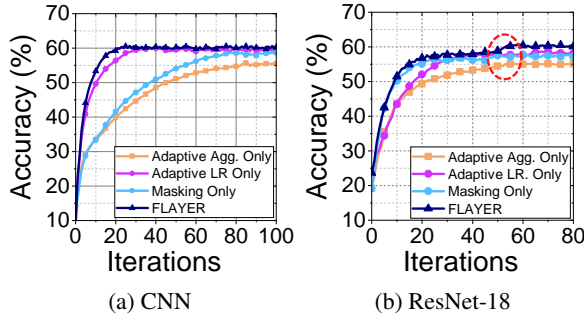 Accuracy (%)
70
60
50
40
30
20
10
0 20 40 60 80 100
Iterations
Adaptive Agg. Only
Adaptive LR Only
Masking Only
FLAYER
(a) CNN
Accuracy (%)
70
60
50
40
30
20
10
0 20 40 60 80
Iterations
Adaptive Agg. Only
Adaptive LR. Only
Masking Only
FLAYER
(b) ResNet-18